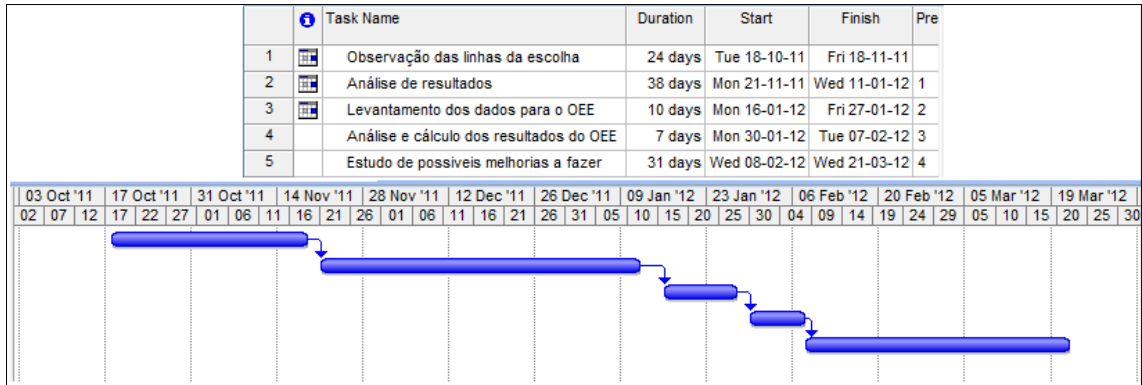 Task Name Duration Start Finish Pre
1 Observação das linhas da escolha 24 days Tue 18-10-11 Fri 18-11-11
2 Análise de resultados 38 days Mon 21-11-11 Wed 11-01-12 1
3 Levantamento dos dados para o OEE 10 days Mon 16-01-12 Fri 27-01-12 2
4 Análise e cálculo dos resultados do OEE 7 days Mon 30-01-12 Tue 07-02-12 3
5 Estudo de possiveis melhorias a fazer 31 days Wed 08-02-12 Wed 21-03-12 4
03 Oct '11 17 Oct '11 31 Oct '11 14 Nov '11 28 Nov '11 12 Dec '11 26 Dec '11 09 Jan '12 23 Jan '12 06 Feb '12 20 Feb '12 05 Mar '12 19 Mar '12
02 07 12 17 22 27 01 06 11 16 21 26 01 06 11 16 21 26 31 05 10 15 20 25 30 04 09 14 19 24 29 05 10 15 20 25 30